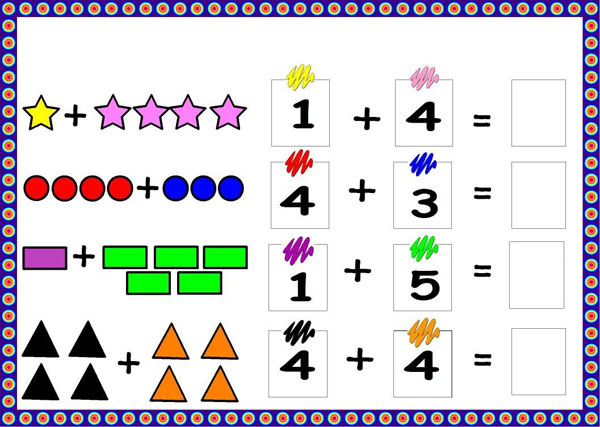 + 1 + 4 =
+ 4 + 3 =
+ 1 + 5 =
+ 4 + 4 =